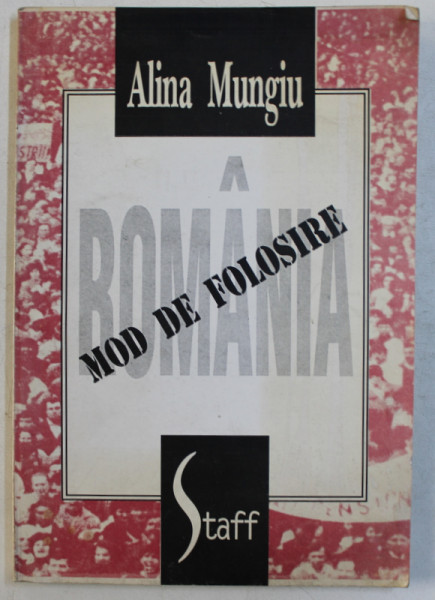 Alina Mungiu
ROMÂNIA
MOD DE FOLOSIRE
Staff